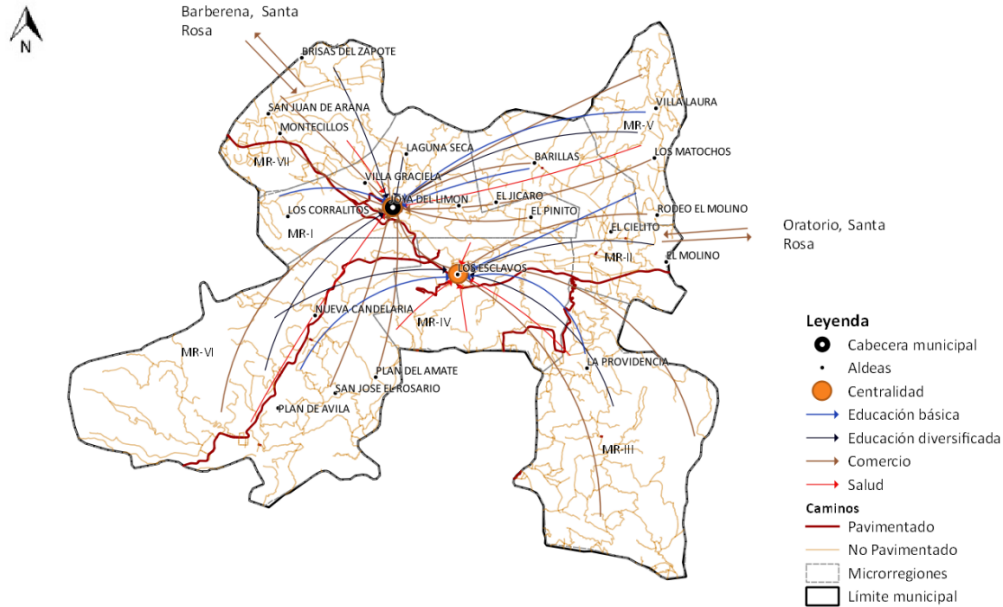 Barberena, Santa
Rosa
N
BRISAS DEL ZAPOTE
SAN JUAN DE ARANA
MONTECILLOS
VILLA LAURA
MR-V
LAGUNA SECA
MR-VII
BARILLAS
LOS MATOCHOS
VILLA GRACIELA
JOYA DEL LIMON
EL JICARO
LOS CORRALITOS
EL PINITO
RODEO EL MOLINO
MR-I
EL CIELITO
Oratorio, Santa
Rosa
MR-II
EL MOLINO
LOS ESCLAVOS
NUEVA CANDELARIA
MR-IV
MR-VI
LA PROVIDENCIA
PLAN DEL AMATE
SAN JOSE EL ROSARIO
PLAN DE AVILA
MR-III
Leyenda
Cabecera municipal
Aldeas
Centralidad
Educación básica
Educación diversificada
Comercio
Salud
Caminos
Pavimentado
No Pavimentado
Microrregiones
Límite municipal